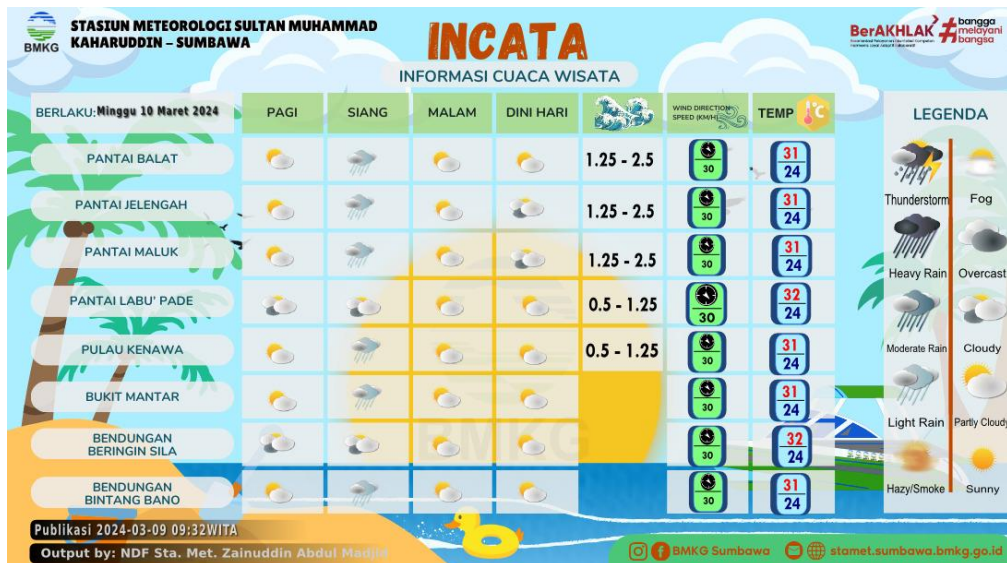 BMKG
STASIUN METEOROLOGI SULTAN MUHAMMAD
KAHARUDDIN - SUMBAWA
INCATA
INFORMASI CUACA WISATA
BerAKHLAK
# bangga
melayani
bangsa
BERLAKU: Minggu 10 Maret 2024 PAGI SIANG MALAM DINI HARI WIND DIRECTION SPEED (KM/H) TEMP °C
PANTAI BALAT 1.25 - 2.5 30 31 24
PANTAI JELENGAH 1.25 - 2.5 30 31 24
PANTAI MALUK 1.25 - 2.5 30 31 24
PANTAI LABU' PADE 0.5 - 1.25 30 32 24
PULAU KENAWA 0.5 - 1.25 30 31 24
BUKIT MANTAR 30 31 24
BENDUNGAN
BERINGIN SILA 30 32 24
BENDUNGAN
BINTANG BANO 30 31 24
BMKG
LEGENDA
Thunderstorm Fog
Heavy Rain Overcast
Moderate Rain Cloudy
Light Rain Partly Cloudy
Hazy/Smoke Sunny
Publikasi 2024-03-09 09:32WITA
Output by: NDF Sta. Met. Zainuddin Abdul Madjid
BMKG Sumbawa stamet.sumbawa.bmkg.go.id